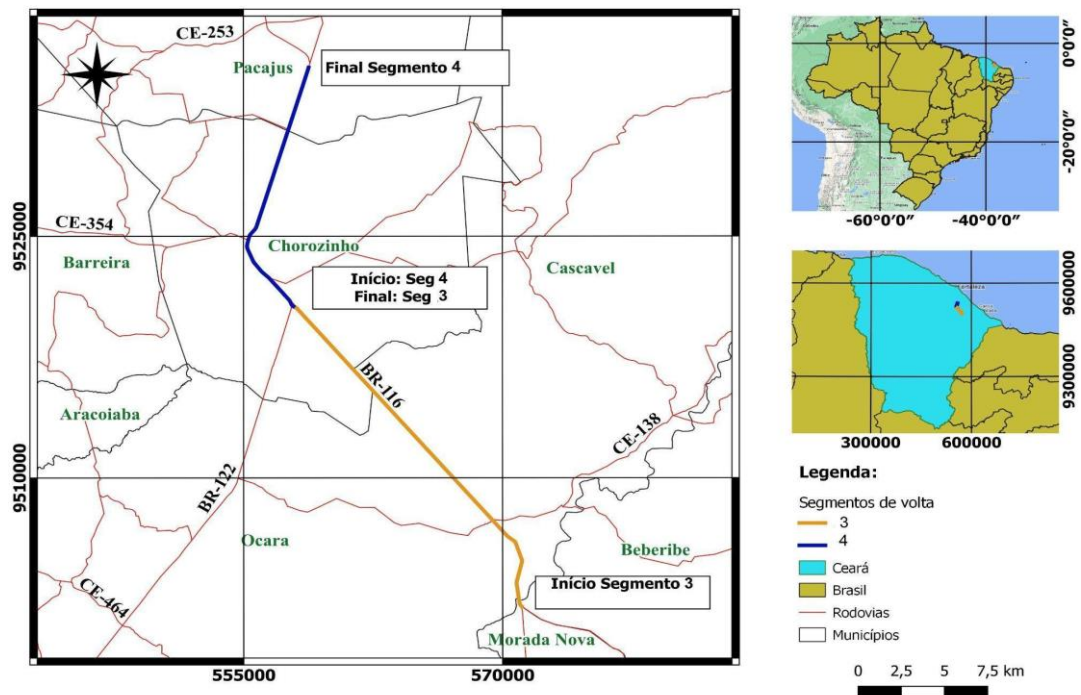 CE-253
Pacajus
Final Segmento 4
CE-354
Barreira
Chorozinho
Cascavel
Início: Seg 4
Final: Seg 3
BR-116
Aracoiaba
CE-138
BR-122
Ocara
Beberibe
Início Segmento 3
CE-464
Morada Nova
9525000
9510000
555000
570000
0°0'0"
-20°0'0"
-60°0'0"
-40°0'0"
Fortaleza
9600000
9300000
300000
600000
Legenda:
Segmentos de volta
3
4
Ceará
Brasil
Rodovias
Municípios
0 2,5 5 7,5 km